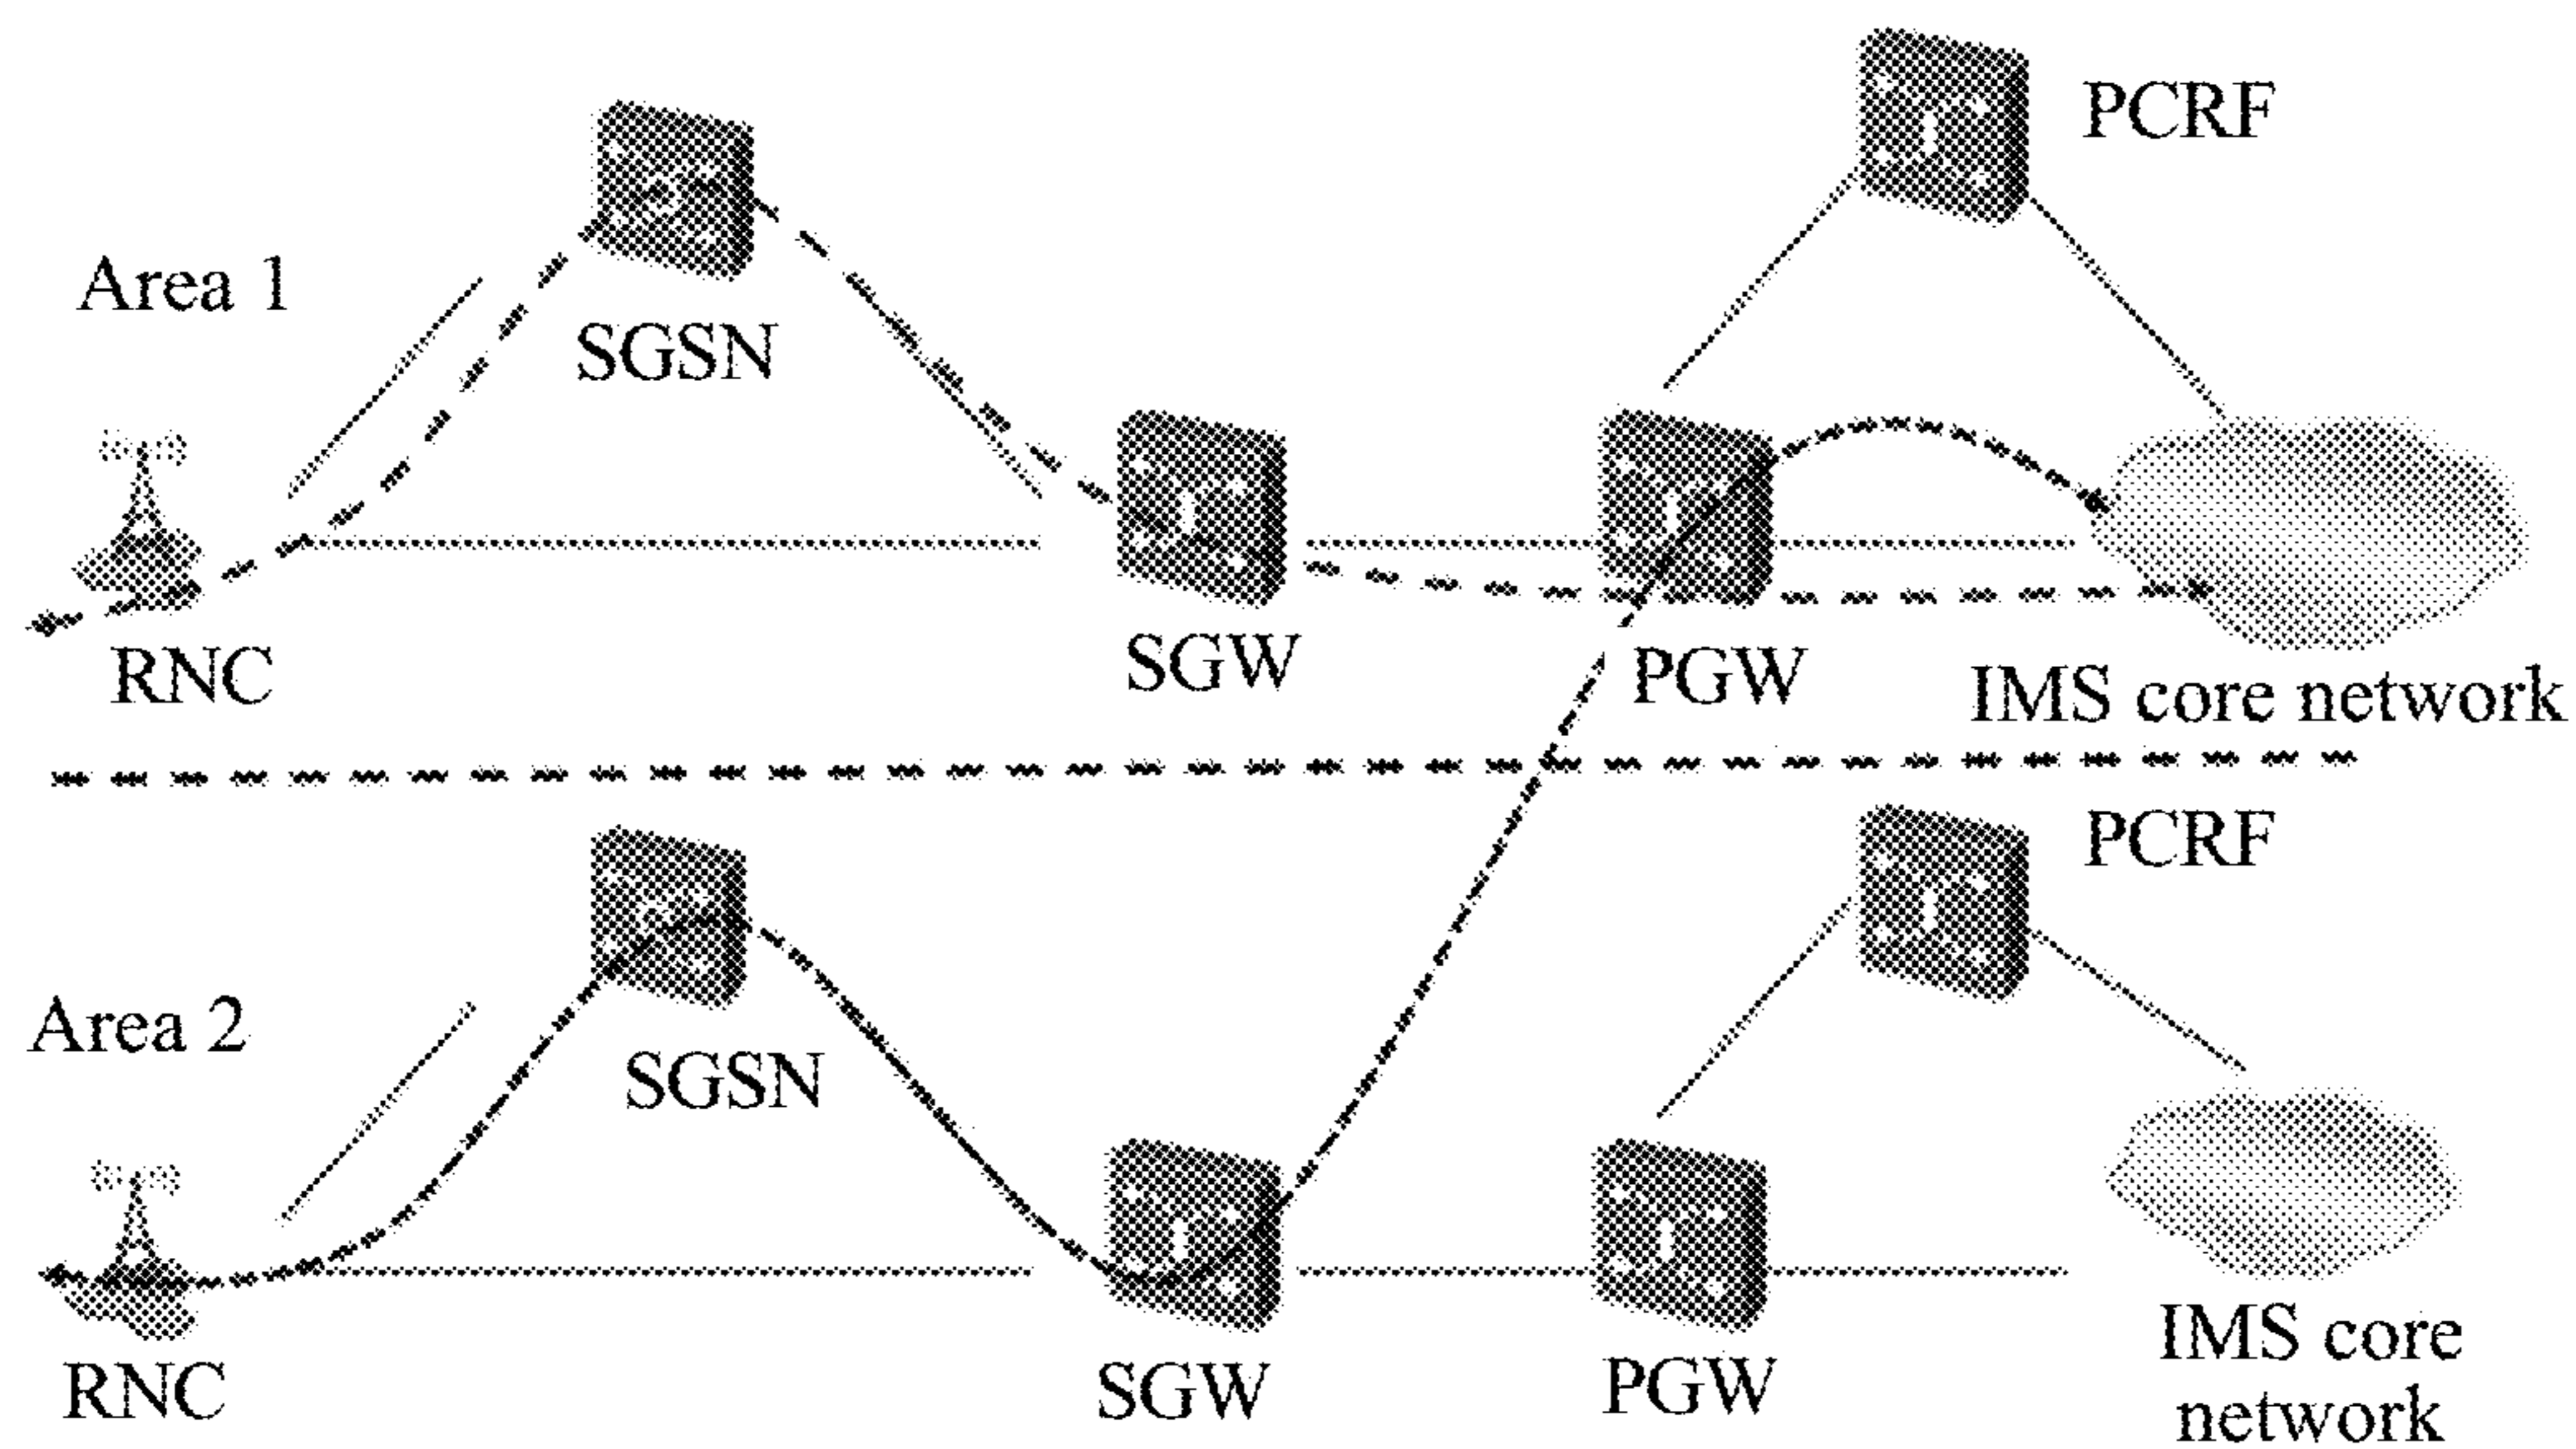 PCRF
Area 1
SGSN
RNC
SGW
PGW
IMS core network
PCRF
Area 2
SGSN
RNC
SGW
PGW
IMS core
network